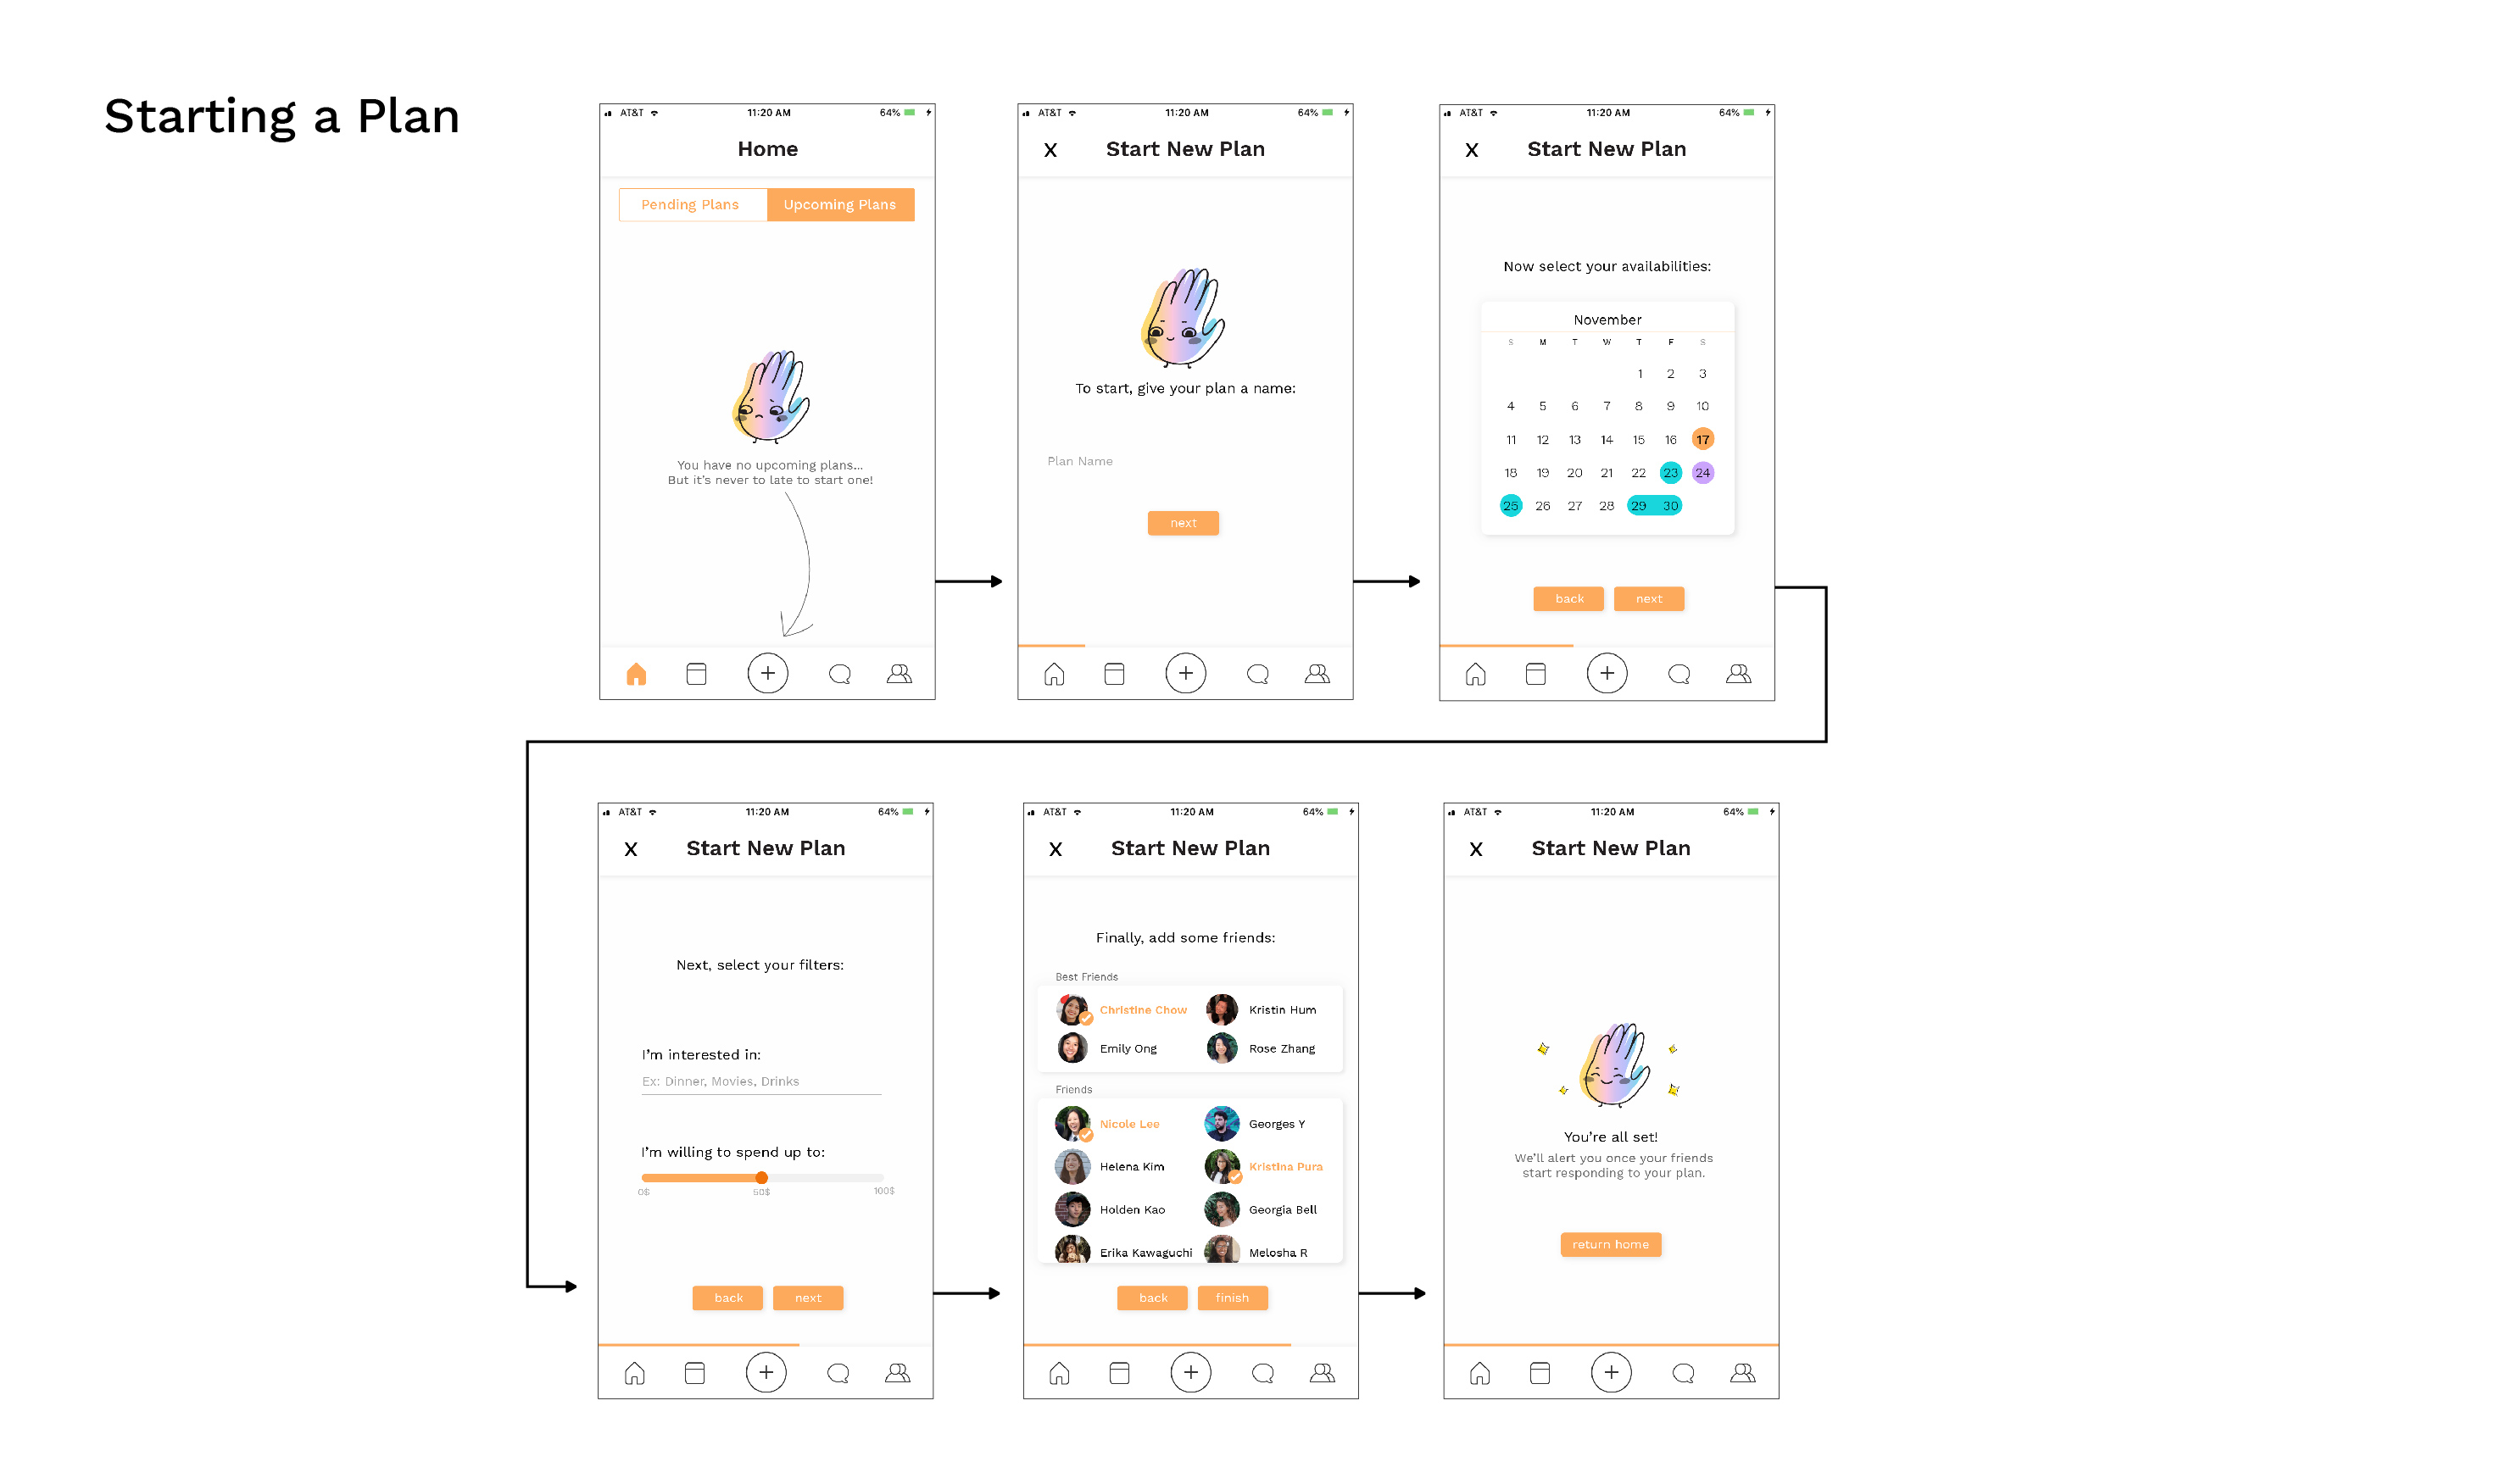 Starting a Plan
AT&T 11:20 AM 64%
Home
Pending Plans Upcoming Plans
You have no upcoming plans...
But it's never to late to start one!
AT&T 11:20 AM 64%
X Start New Plan
To start, give your plan a name:
Plan Name
next
AT&T 11:20 AM 64%
X Start New Plan
Now select your availabilities:
November
S M T W T F S
1 2 3
4 5 6 7 8 9 10
11 12 13 14 15 16 17
18 19 20 21 22 23 24
25 26 27 28 29 30
back next
AT&T 11:20 AM 64%
X Start New Plan
Next, select your filters:
I'm interested in:
Ex: Dinner, Movies, Drinks
I'm willing to spend up to:
0$ 50$ 100$
back next
AT&T 11:20 AM 64%
X Start New Plan
Finally, add some friends:
Best Friends
Christine Chow Kristin Hum
Emily Ong Rose Zhang
Friends
Nicole Lee Georges Y
Helena Kim Kristina Pura
Holden Kao Georgia Bell
Erika Kawaguchi Melosha R
back finish
AT&T 11:20 AM 64%
X Start New Plan
You're all set!
We'll alert you once your friends
start responding to your plan.
return home